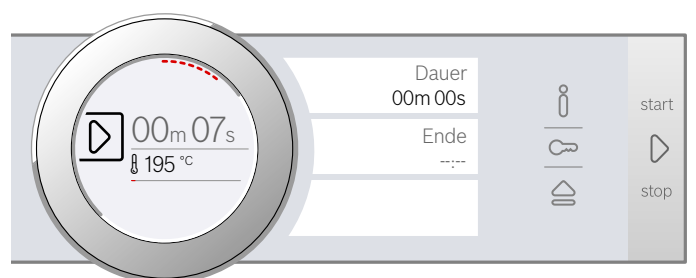 00m 07s
195 °C
Dauer
00m 00s
Ende
--:--
start
stop